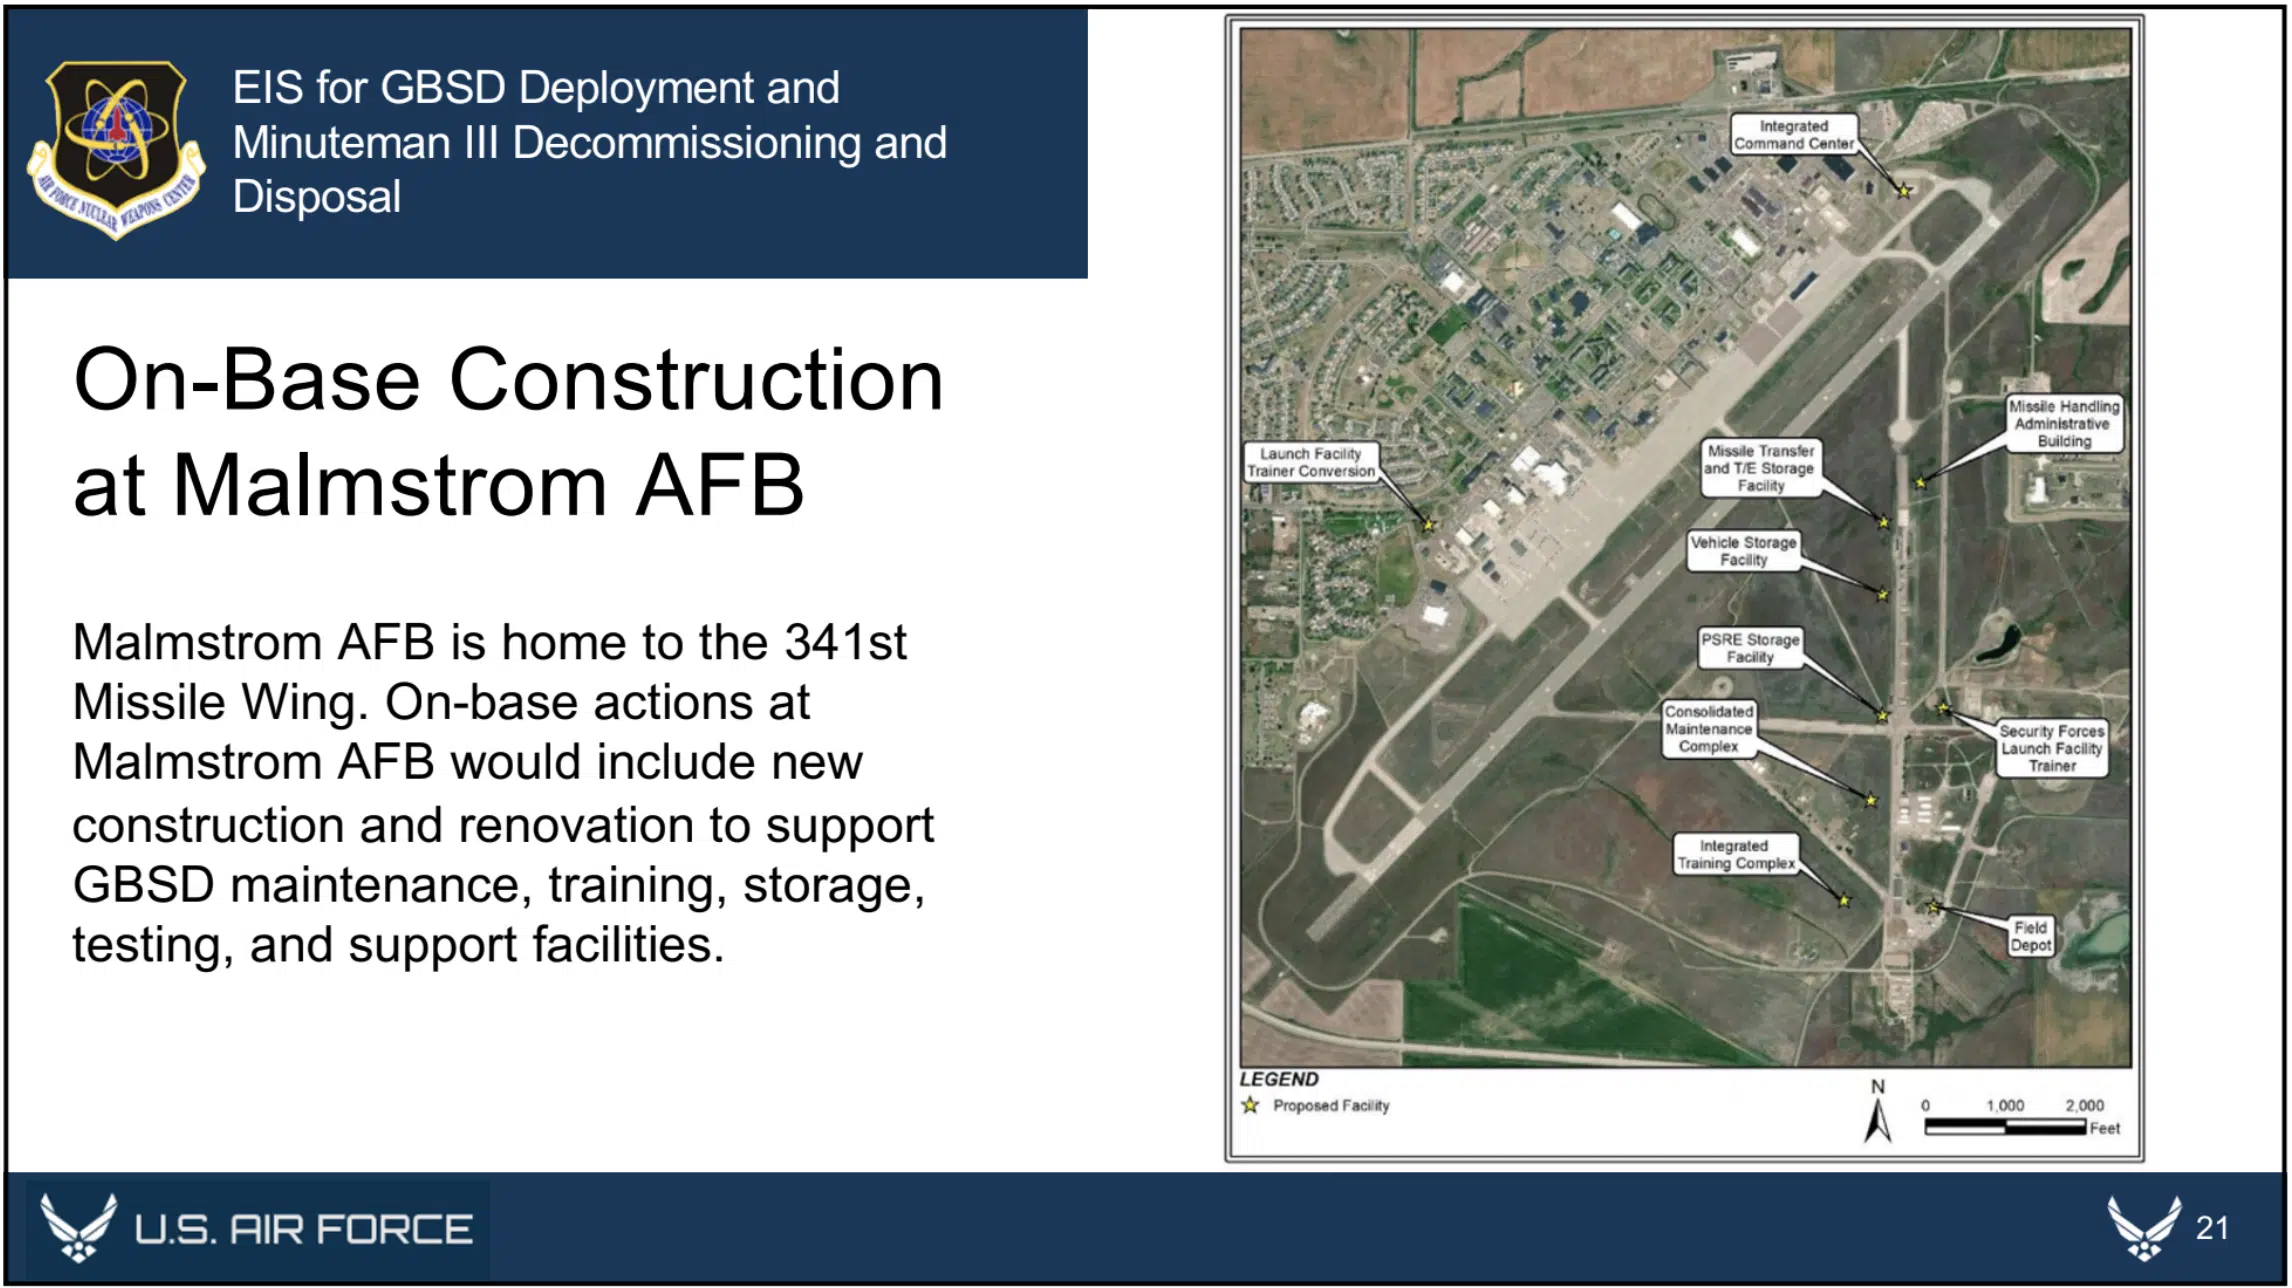 EIS for GBSD Deployment and
Minuteman III Decommissioning and
Disposal
AIR FORCE NUCLEAR WEAPONS CENTER
On-Base Construction
at Malmstrom AFB
Malmstrom AFB is home to the 341st
Missile Wing. On-base actions at
Malmstrom AFB would include new
construction and renovation to support
GBSD maintenance, training, storage,
testing, and support facilities.
Integrated
Command Center
Missile Handling
Administrative
Building
Launch Facility
Trainer Conversion
Missile Transfer
and T/E Storage
Facility
Vehicle Storage
Facility
PSRE Storage
Facility
Consolidated
Maintenance
Complex
Security Forces
Launch Facility
Trainer
Integrated
Training Complex
Field
Depot
LEGEND
Proposed Facility
N
0 1,000 2,000
Feet
U.S. AIR FORCE
21